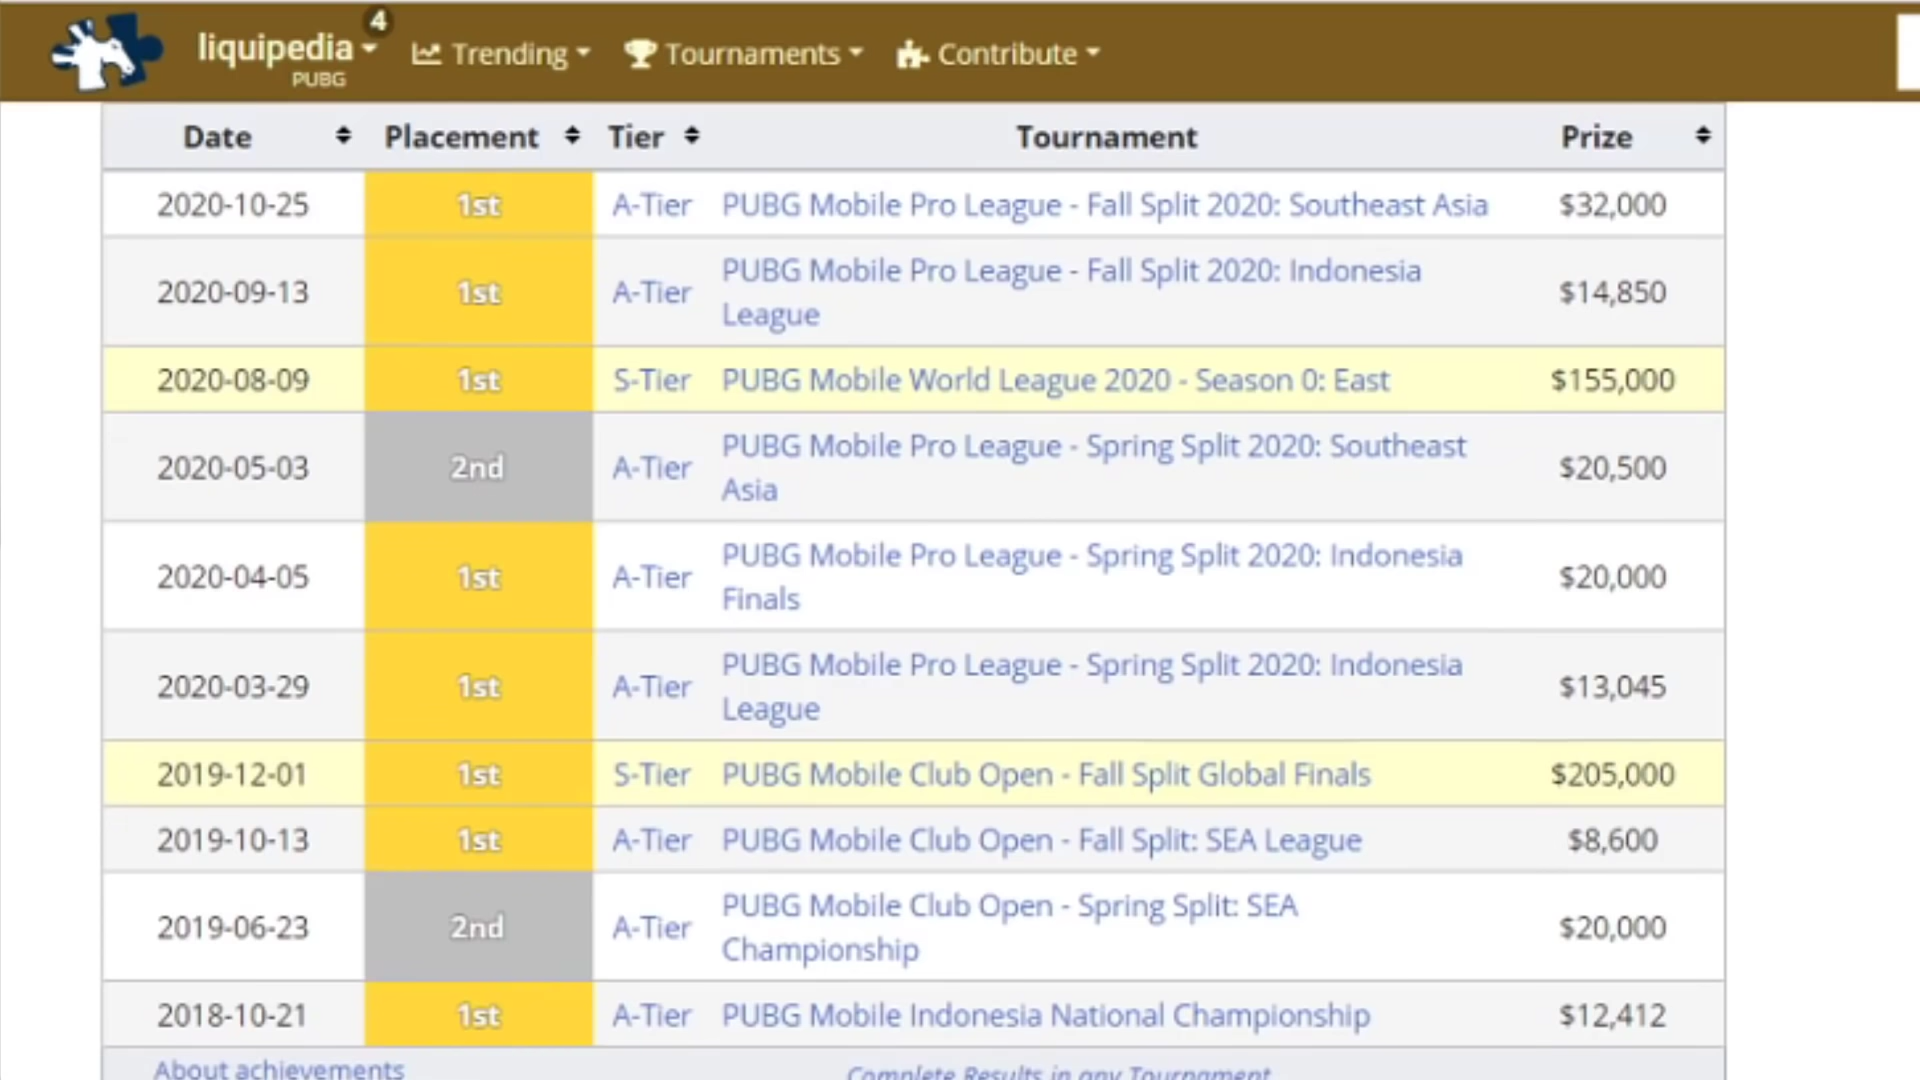 4
liquipedia Trending Tournaments Contribute
PUBG
Date Placement Tier Tournament Prize
2020-10-25 1st A-Tier PUBG Mobile Pro League - Fall Split 2020: Southeast Asia $32,000
2020-09-13 1st A-Tier PUBG Mobile Pro League - Fall Split 2020: Indonesia
League $14,850
2020-08-09 1st S-Tier PUBG Mobile World League 2020 - Season 0: East $155,000
2020-05-03 2nd A-Tier PUBG Mobile Pro League - Spring Split 2020: Southeast
Asia $20,500
2020-04-05 1st A-Tier PUBG Mobile Pro League - Spring Split 2020: Indonesia
Finals $20,000
2020-03-29 1st A-Tier PUBG Mobile Pro League - Spring Split 2020: Indonesia
League $13,045
2019-12-01 1st S-Tier PUBG Mobile Club Open - Fall Split Global Finals $205,000
2019-10-13 1st A-Tier PUBG Mobile Club Open - Fall Split: SEA League $8,600
2019-06-23 2nd A-Tier PUBG Mobile Club Open - Spring Split: SEA
Championship $20,000
2018-10-21 1st A-Tier PUBG Mobile Indonesia National Championship $12,412
About achievements Complete Results in any Tournament